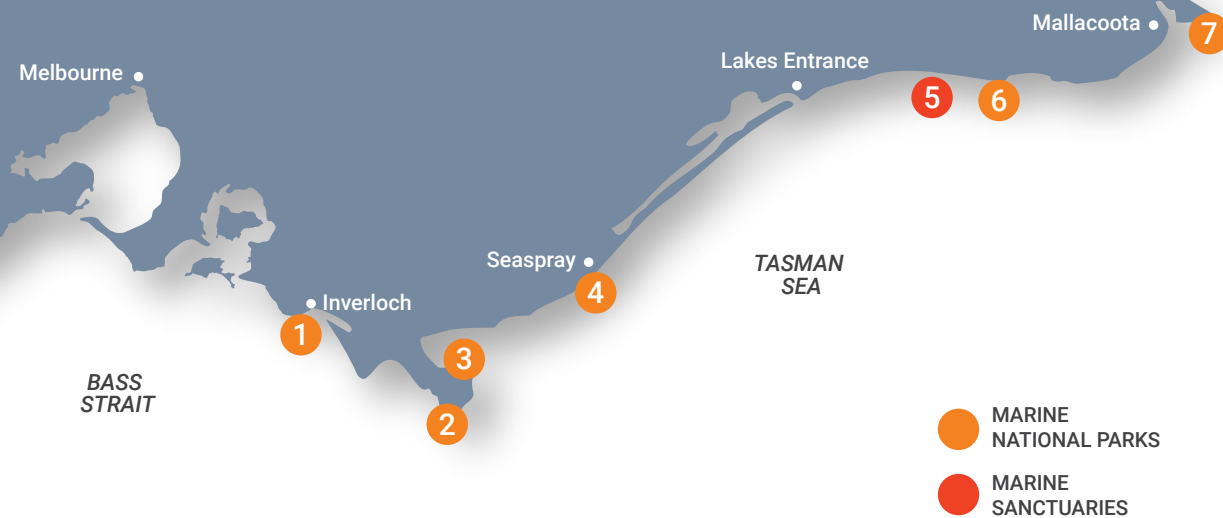 Mallacoota
7
Melbourne
Lakes Entrance
5
6
Seaspray
TASMAN
SEA
4
Inverloch
1
3
BASS
STRAIT
2
MARINE
NATIONAL PARKS
MARINE
SANCTUARIES